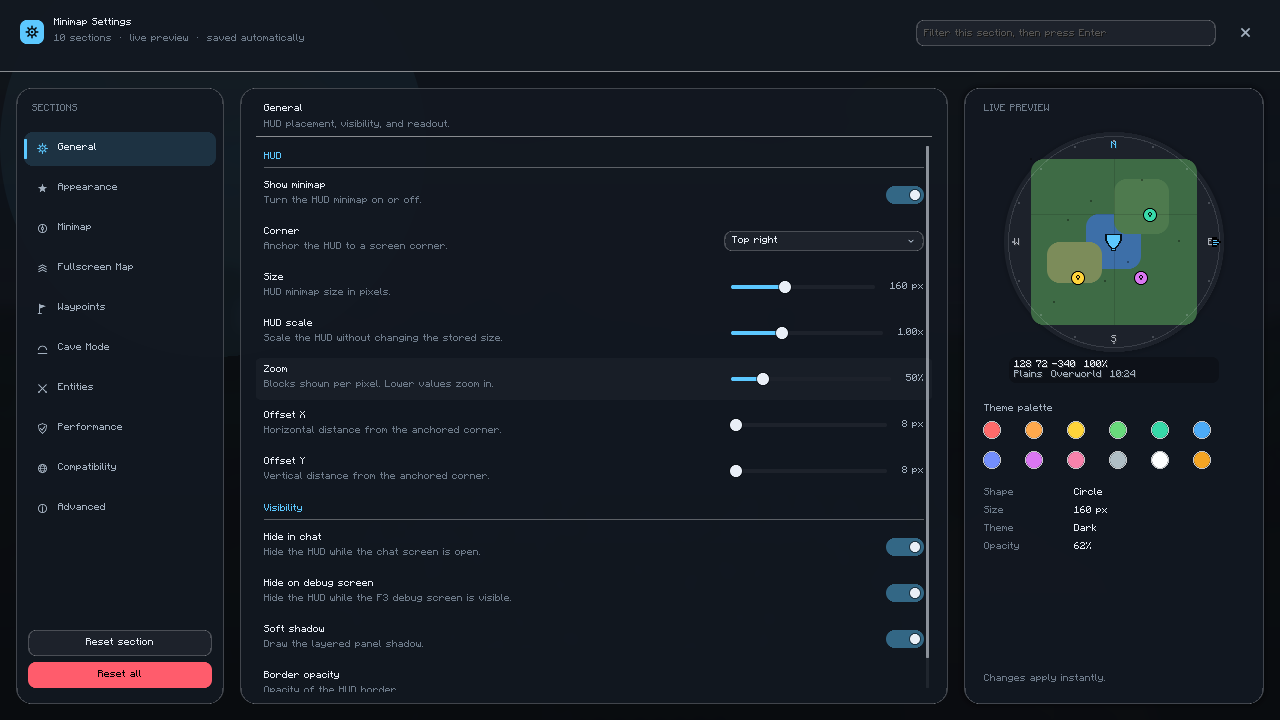 Minimap Settings
10 sections · live preview · saved automatically
Filter this section, then press Enter
SECTIONS
General
Appearance
Minimap
Fullscreen Map
Waypoints
Cave Mode
Entities
Performance
Compatibility
Advanced
Reset section
Reset all
General
HUD placement, visibility, and readout.
HUD
Show minimap
Turn the HUD minimap on or off.
Corner
Anchor the HUD to a screen corner.
Top right
Size
HUD minimap size in pixels.
160 px
HUD scale
Scale the HUD without changing the stored size.
1.00x
Zoom
Blocks shown per pixel. Lower values zoom in.
50%
Offset X
Horizontal distance from the anchored corner.
8 px
Offset Y
Vertical distance from the anchored corner.
8 px
Visibility
Hide in chat
Hide the HUD while the chat screen is open.
Hide on debug screen
Hide the HUD while the F3 debug screen is visible.
Soft shadow
Draw the layered panel shadow.
Border opacity
Opacity of the HUD border.
LIVE PREVIEW
N
W
E
S
128 72 -340 100%
Plains Overworld 10:24
Theme palette
Shape Circle
Size 160 px
Theme Dark
Opacity 62%
Changes apply instantly.